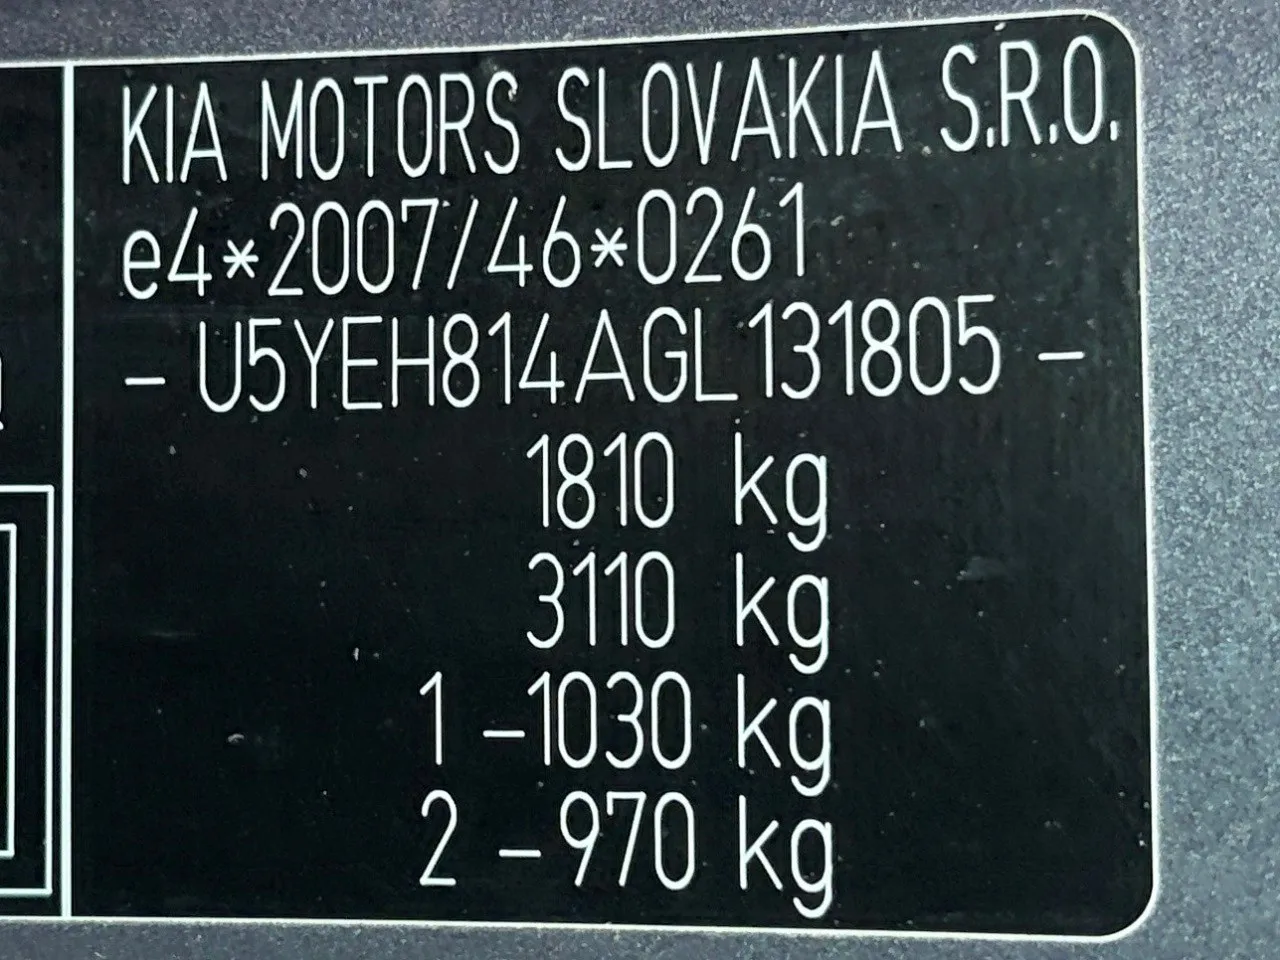 KIA MOTORS SLOVAKIA S.R.O.
e4*2007/46*0261
- U5YEH814AGL131805 -
1810 kg
3110 kg
1 -1030 kg
2 -970 kg